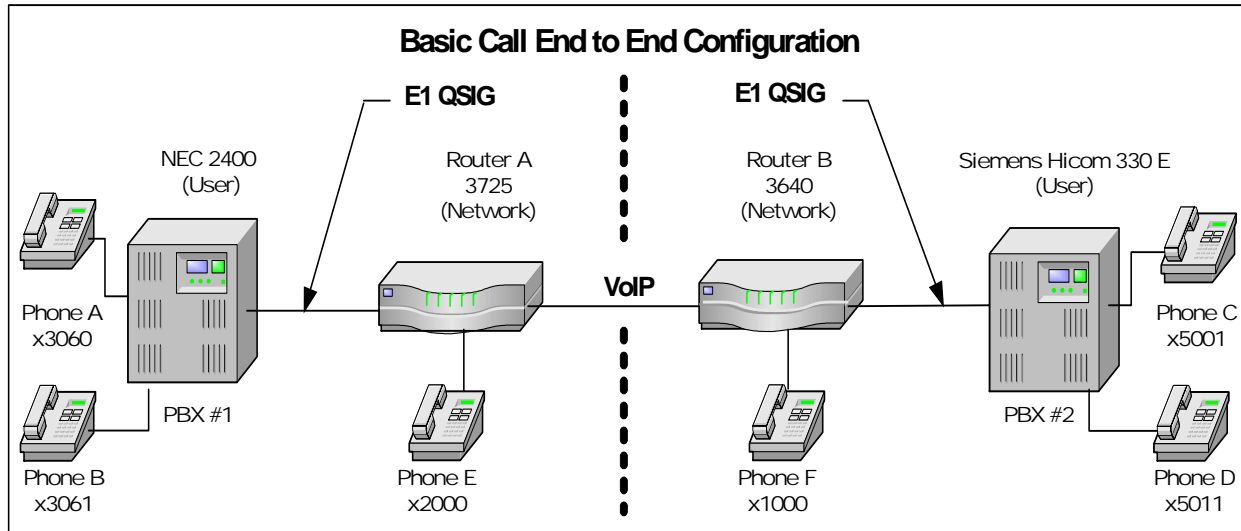 Basic Call End to End Configuration
E1 QSIG
E1 QSIG
NEC 2400
(User)
Router A
3725
(Network)
Router B
3640
(Network)
Siemens Hicom 330 E
(User)
VoIP
Phone A
x3060
Phone C
x5001
PBX #1
PBX #2
Phone B
x3061
Phone E
x2000
Phone F
x1000
Phone D
x5011